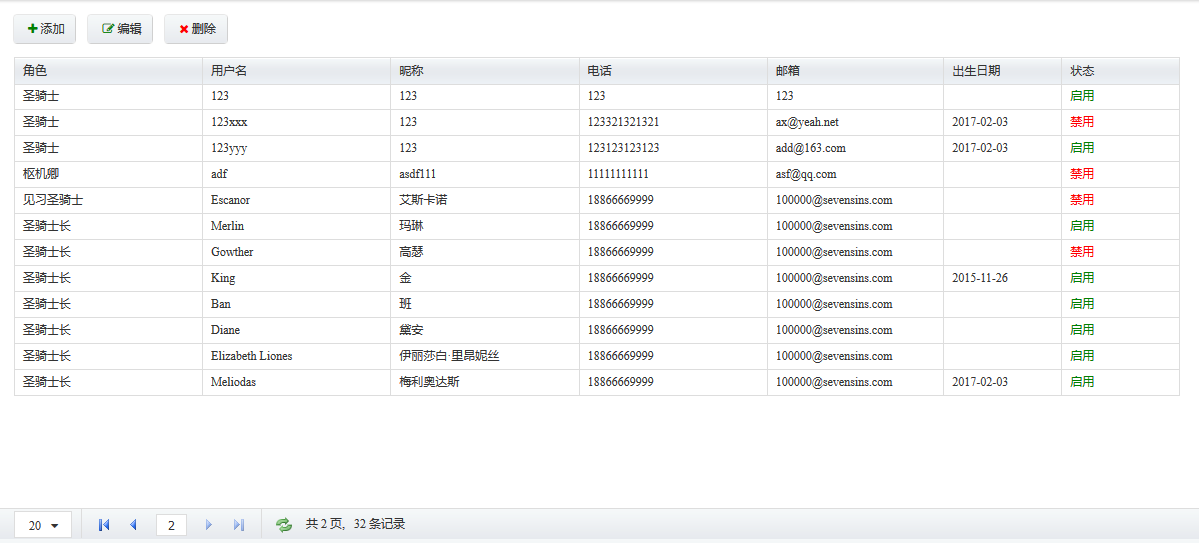 添加 编辑 删除
角色 用户名 昵称 电话 邮箱 出生日期 状态
圣骑士 123 123 123 123 启用
圣骑士 123xxx 123 123321321321 ax@yeah.net 2017-02-03 禁用
圣骑士 123yyy 123 123123123123 add@163.com 2017-02-03 启用
枢机卿 adf asdf111 11111111111 asf@qq.com 禁用
见习圣骑士 Escanor 艾斯卡诺 18866669999 100000@sevensins.com 禁用
圣骑士长 Merlin 玛琳 18866669999 100000@sevensins.com 启用
圣骑士长 Gowther 高瑟 18866669999 100000@sevensins.com 禁用
圣骑士长 King 金 18866669999 100000@sevensins.com 2015-11-26 启用
圣骑士长 Ban 班 18866669999 100000@sevensins.com 启用
圣骑士长 Diane 黛安 18866669999 100000@sevensins.com 启用
圣骑士长 Elizabeth Liones 伊丽莎白·里昂妮丝 18866669999 100000@sevensins.com 启用
圣骑士长 Meliodas 梅利奥达斯 18866669999 100000@sevensins.com 2017-02-03 启用
20 2 共 2 页，32 条记录